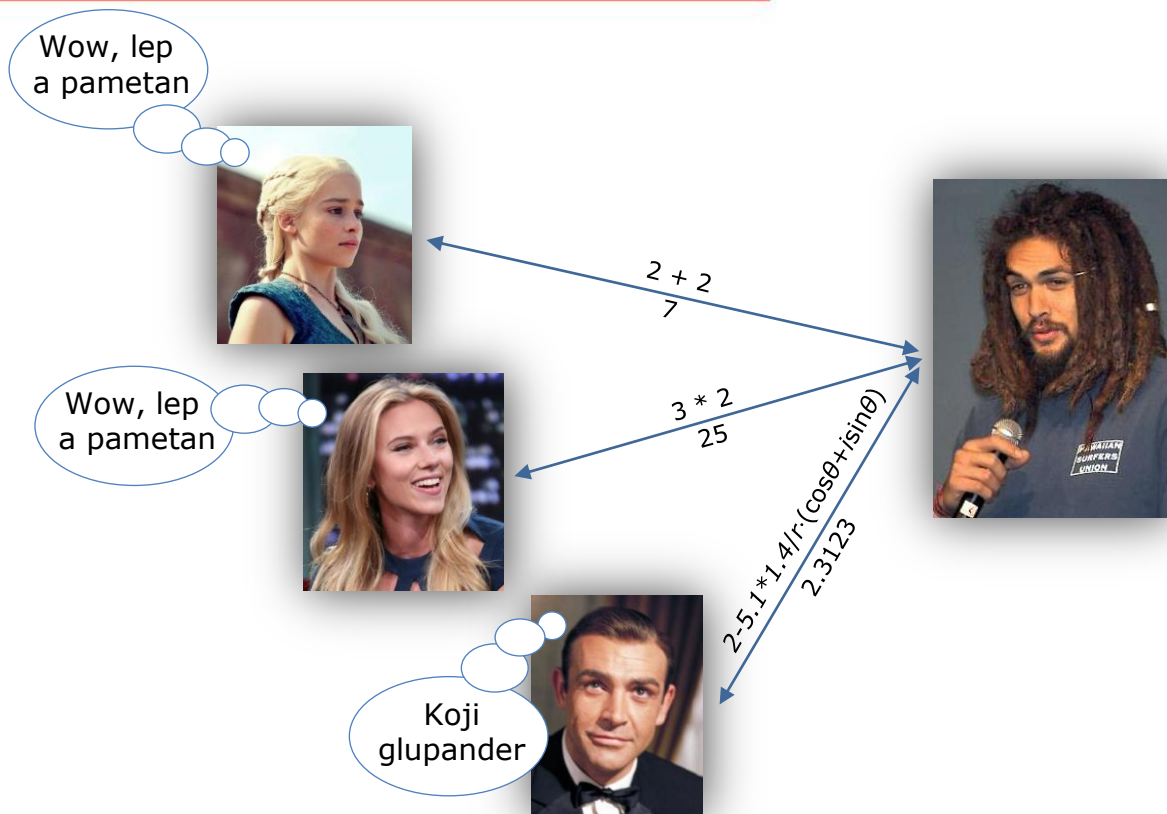 Wow, lep
a pametan
2 + 2
7
Wow, lep
a pametan
3 * 2
25
2-5.1*1.4/r·(cosθ+isinθ)
2.3123
HAWAIIAN
SURFERS
UNION
Koji
glupander